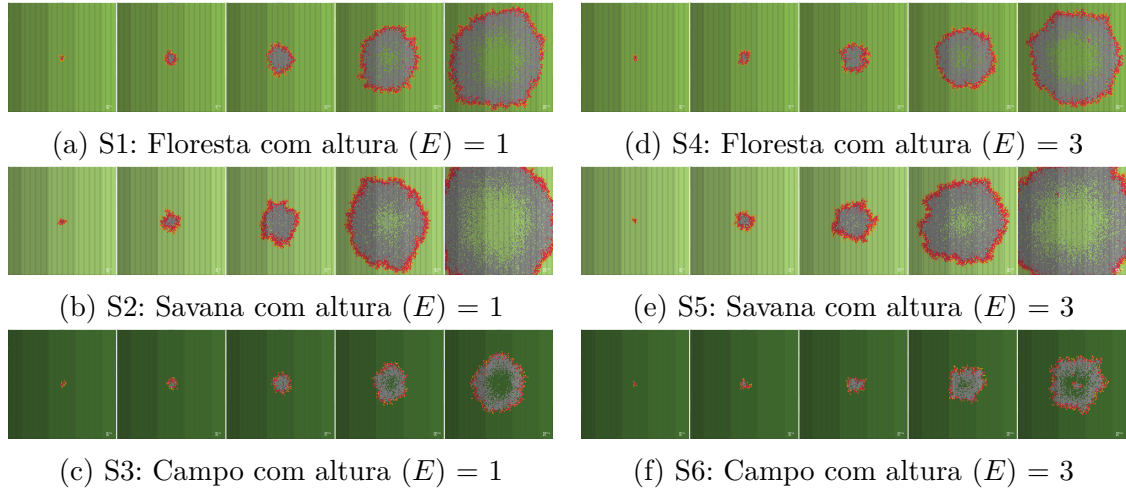 (a) S1: Floresta com altura (E) = 1
(d) S4: Floresta com altura (E) = 3
(b) S2: Savana com altura (E) = 1
(e) S5: Savana com altura (E) = 3
(c) S3: Campo com altura (E) = 1
(f) S6: Campo com altura (E) = 3